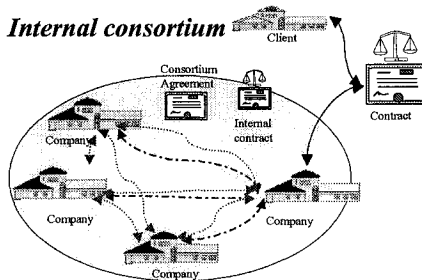 Internal consortium
Client
Consortium
Agreement
Internal
contract
Contract
Company
Company
Company
Company